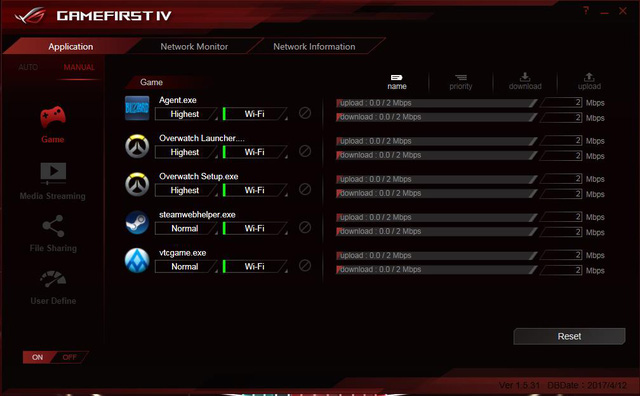 GAMEFIRST IV
? _ X
Application Network Monitor Network Information
AUTO MANUAL
Game
name priority download upload
Agent.exe
Highest Wi-Fi
upload : 0.0 / 2 Mbps 2 Mbps
download : 0.0 / 2 Mbps 2 Mbps
Game
Overwatch Launcher....
Highest Wi-Fi
upload : 0.0 / 2 Mbps 2 Mbps
download : 0.0 / 2 Mbps 2 Mbps
Media Streaming
Overwatch Setup.exe
Highest Wi-Fi
upload : 0.0 / 2 Mbps 2 Mbps
download : 0.0 / 2 Mbps 2 Mbps
File Sharing
steamwebhelper.exe
Normal Wi-Fi
upload : 0.0 / 2 Mbps 2 Mbps
download : 0.0 / 2 Mbps 2 Mbps
User Define
vtcgame.exe
Normal Wi-Fi
upload : 0.0 / 2 Mbps 2 Mbps
download : 0.0 / 2 Mbps 2 Mbps
Reset
ON OFF
Ver 1.5.31 DBDate : 2017/4/12